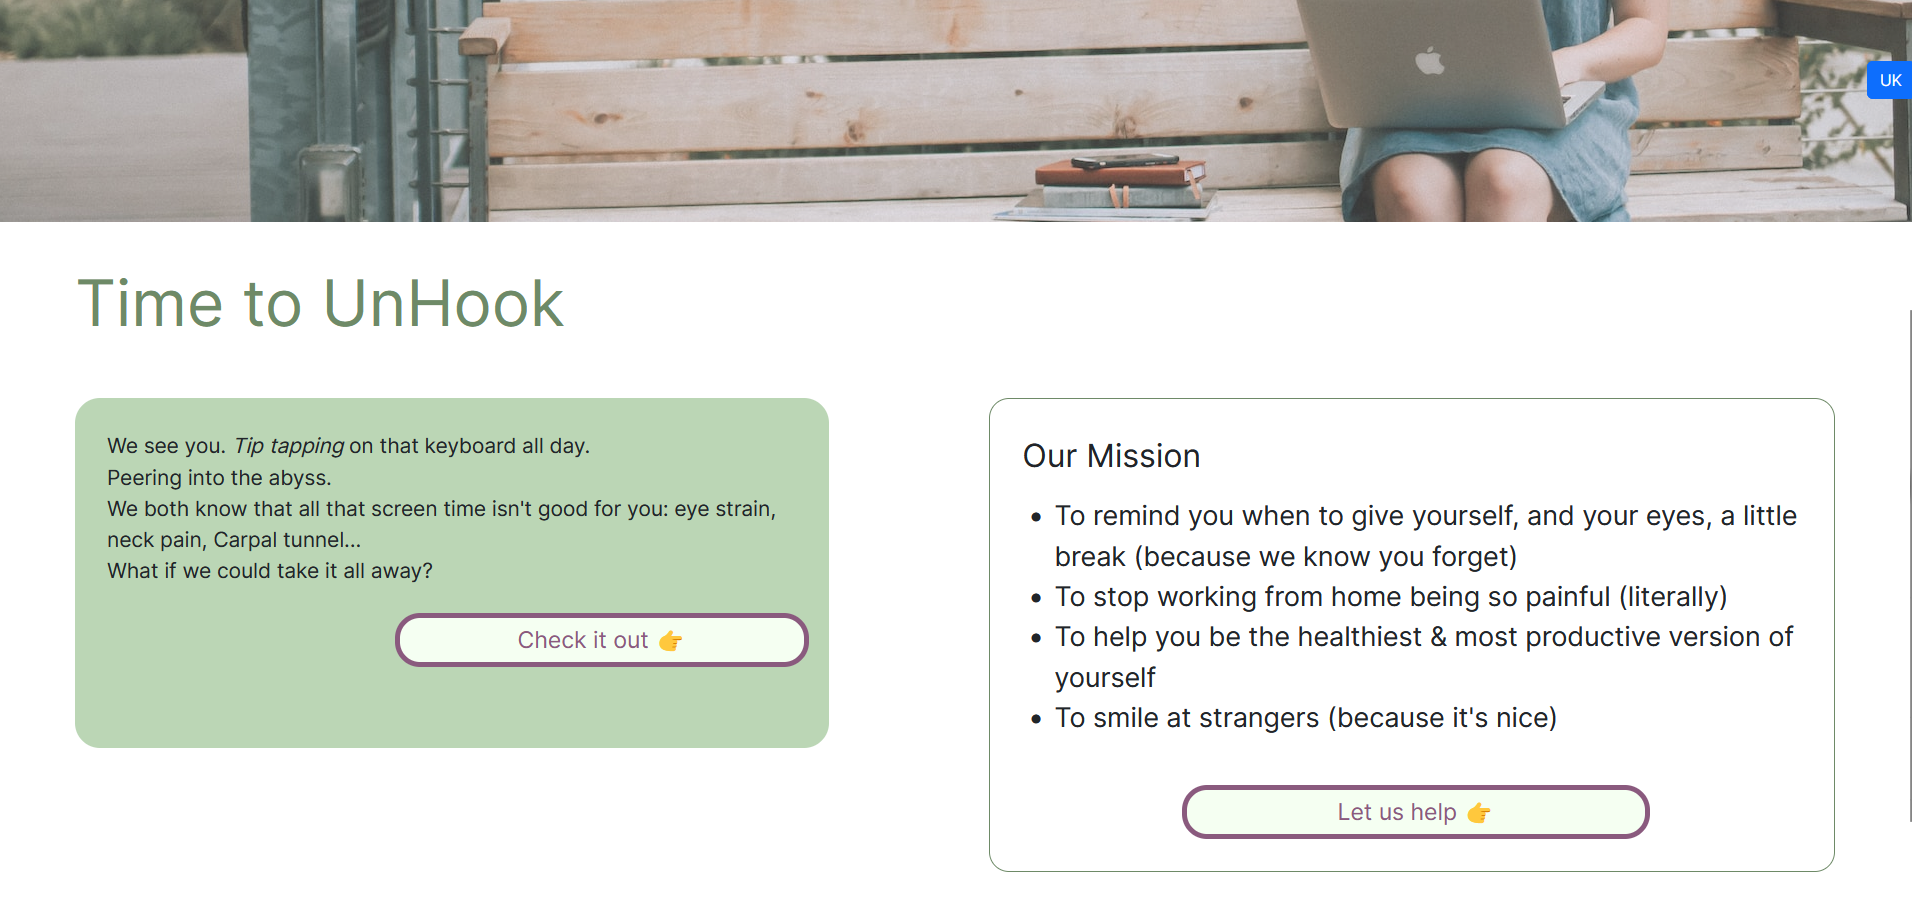 UK
Time to UnHook
We see you. Tip tapping on that keyboard all day.
Peering into the abyss.
We both know that all that screen time isn't good for you: eye strain,
neck pain, Carpal tunnel...
What if we could take it all away?
Check it out 👉
Our Mission
• To remind you when to give yourself, and your eyes, a little
break (because we know you forget)
• To stop working from home being so painful (literally)
• To help you be the healthiest & most productive version of
yourself
• To smile at strangers (because it's nice)
Let us help 👉